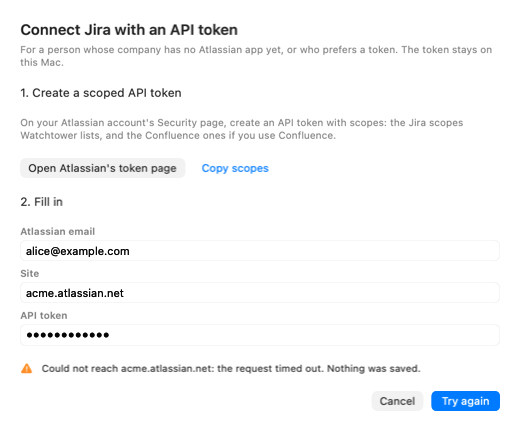 Connect Jira with an API token
For a person whose company has no Atlassian app yet, or who prefers a token. The token stays on
this Mac.
1. Create a scoped API token
On your Atlassian account's Security page, create an API token with scopes: the Jira scopes
Watchtower lists, and the Confluence ones if you use Confluence.
Open Atlassian's token page
Copy scopes
2. Fill in
Atlassian email
alice@example.com
Site
acme.atlassian.net
API token
••••••••••••
Could not reach acme.atlassian.net: the request timed out. Nothing was saved.
Cancel
Try again